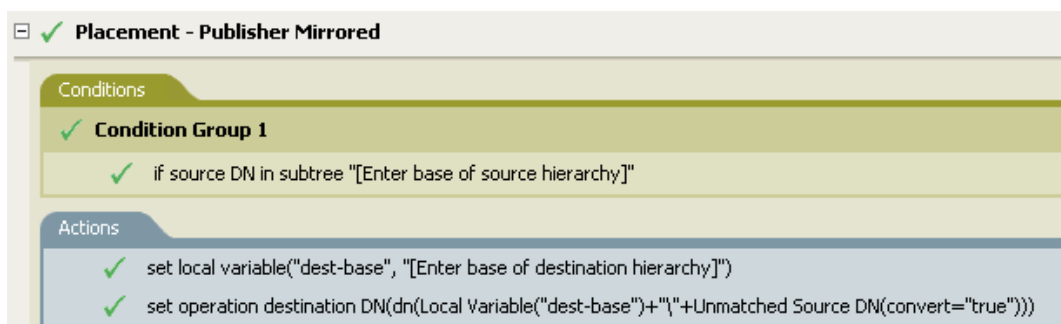 Placement - Publisher Mirrored
Conditions
Condition Group 1
if source DN in subtree "[Enter base of source hierarchy]"
Actions
set local variable("dest-base", "[Enter base of destination hierarchy]")
set operation destination DN(dn(Local Variable("dest-base")+"\"+Unmatched Source DN(convert="true")))